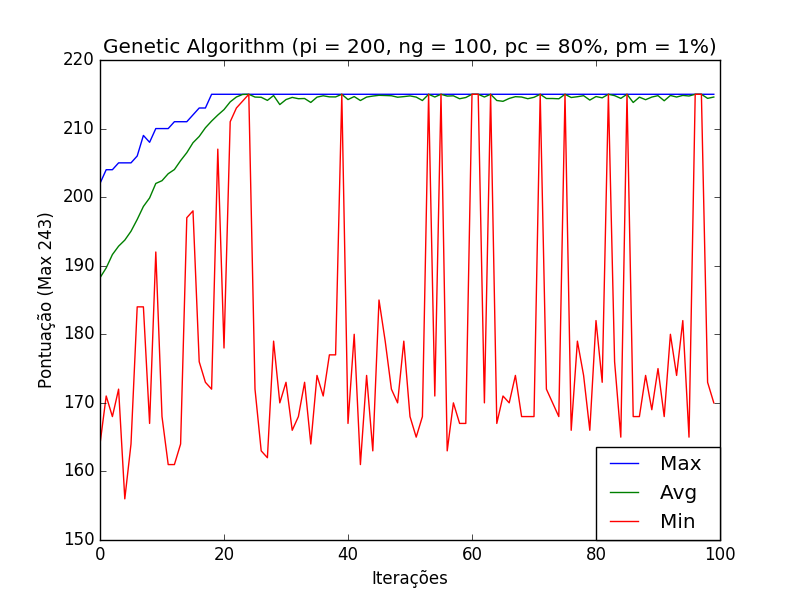 Genetic Algorithm (pi = 200, ng = 100, pc = 80%, pm = 1%)
220
210
200
190
180
170
160
150
Pontuação (Max 243)
Max
Avg
Min
0
20
40
60
80
100
Iterações